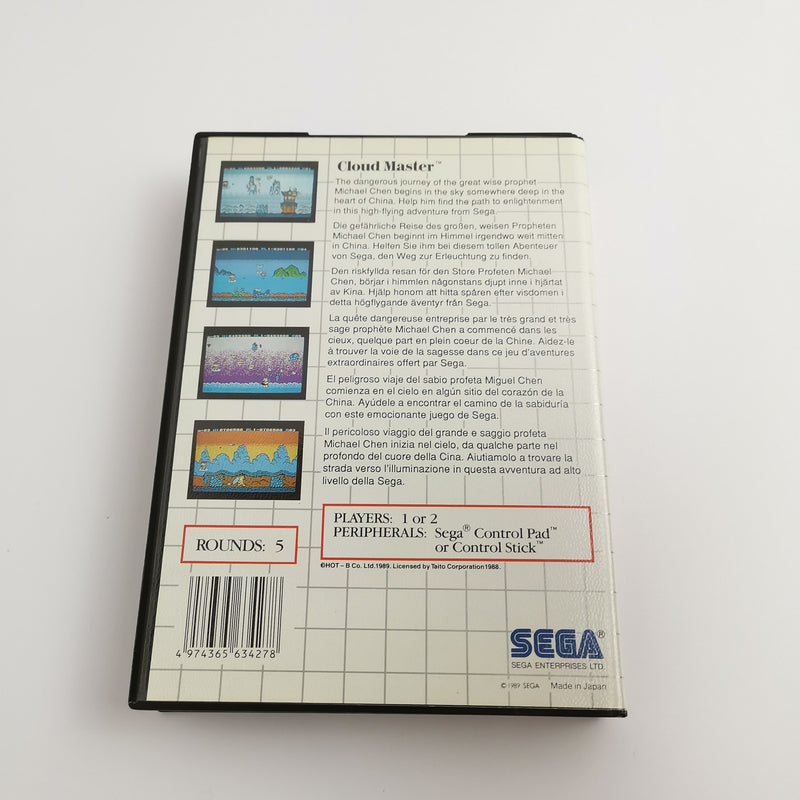 Cloud Master™
The dangerous journey of the great wise prophet
Michael Chen begins in the sky somewhere deep in the
heart of China. Help him find the path to enlightenment
in this high-flying adventure from Sega.
Die gefährliche Reise des großen, weisen Propheten
Michael Chen beginnt im Himmel irgendwo weit mitten
in China. Helfen Sie ihm bei diesem tollen Abenteuer
von Sega, den Weg zur Erleuchtung zu finden.
Den riskfyllda resan för den Store Profeten Michael
Chen, börjar i himmlen någonstans djupt inne i hjärtat
av Kina. Hjälp honom att hitta spåren efter visdomen i
detta högflygande äventyr från Sega.
La quête dangereuse entreprise par le très grand et très
sage prophète Michael Chen a commencé dans les
cieux, quelque part en plein coeur de la Chine. Aidez-le
à trouver la voie de la sagesse dans ce jeu d'aventures
extraordinaires offert par Sega.
El peligroso viaje del sabio profeta Miguel Chen
comienza en el cielo en algún sitio del corazón de la
China. Ayúdele a encontrar el camino de la sabiduría
con este emocionante juego de Sega.
Il pericoloso viaggio del grande e saggio profeta
Michael Chen inizia nel cielo, da qualche parte nel
profondo del cuore della Cina. Aiutiamolo a trovare la
strada verso l'illuminazione in questa avventura ad alto
livello della Sega.
ROUNDS: 5
PLAYERS: 1 or 2
PERIPHERALS: Sega® Control Pad™
or Control Stick™
©HOT-B Co. Ltd.1989. Licensed by Taito Corporation1988.
4 974365 634278
SEGA®
SEGA ENTERPRISES LTD.
© 1989 SEGA Made in Japan